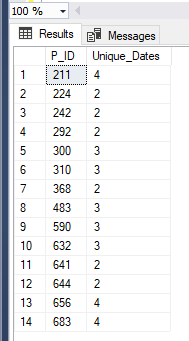 100 %
Results Messages
P_ID Unique_Dates
1 211 4
2 224 2
3 242 2
4 292 2
5 300 3
6 310 3
7 368 2
8 483 3
9 590 3
10 632 3
11 641 2
12 644 2
13 656 4
14 683 4